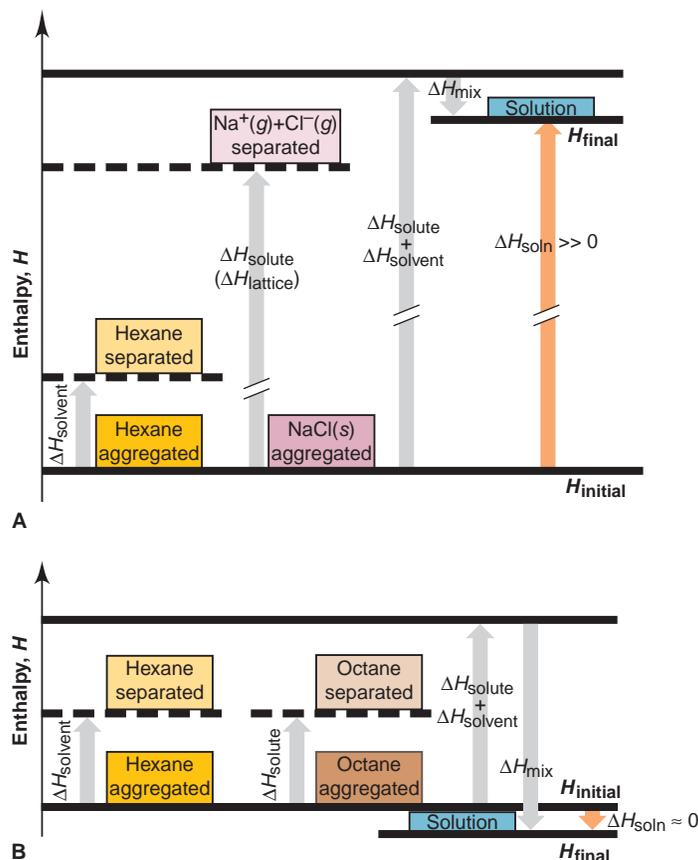 Enthalpy, H
ΔHmix
Solution
Hfinal
Na⁺(g)+Cl⁻(g)
separated
ΔHsolute
(ΔHlattice)
ΔHsolute
+
ΔHsolvent
ΔHsoln >> 0
Hexane
separated
ΔHsolvent
Hexane
aggregated
NaCl(s)
aggregated
Hinitial
A
Enthalpy, H
Hexane
separated
Octane
separated
ΔHsolute
+
ΔHsolvent
ΔHsolvent
Hexane
aggregated
ΔHsolute
Octane
aggregated
ΔHmix
Hinitial
Solution
ΔHsoln ≈ 0
Hfinal
B